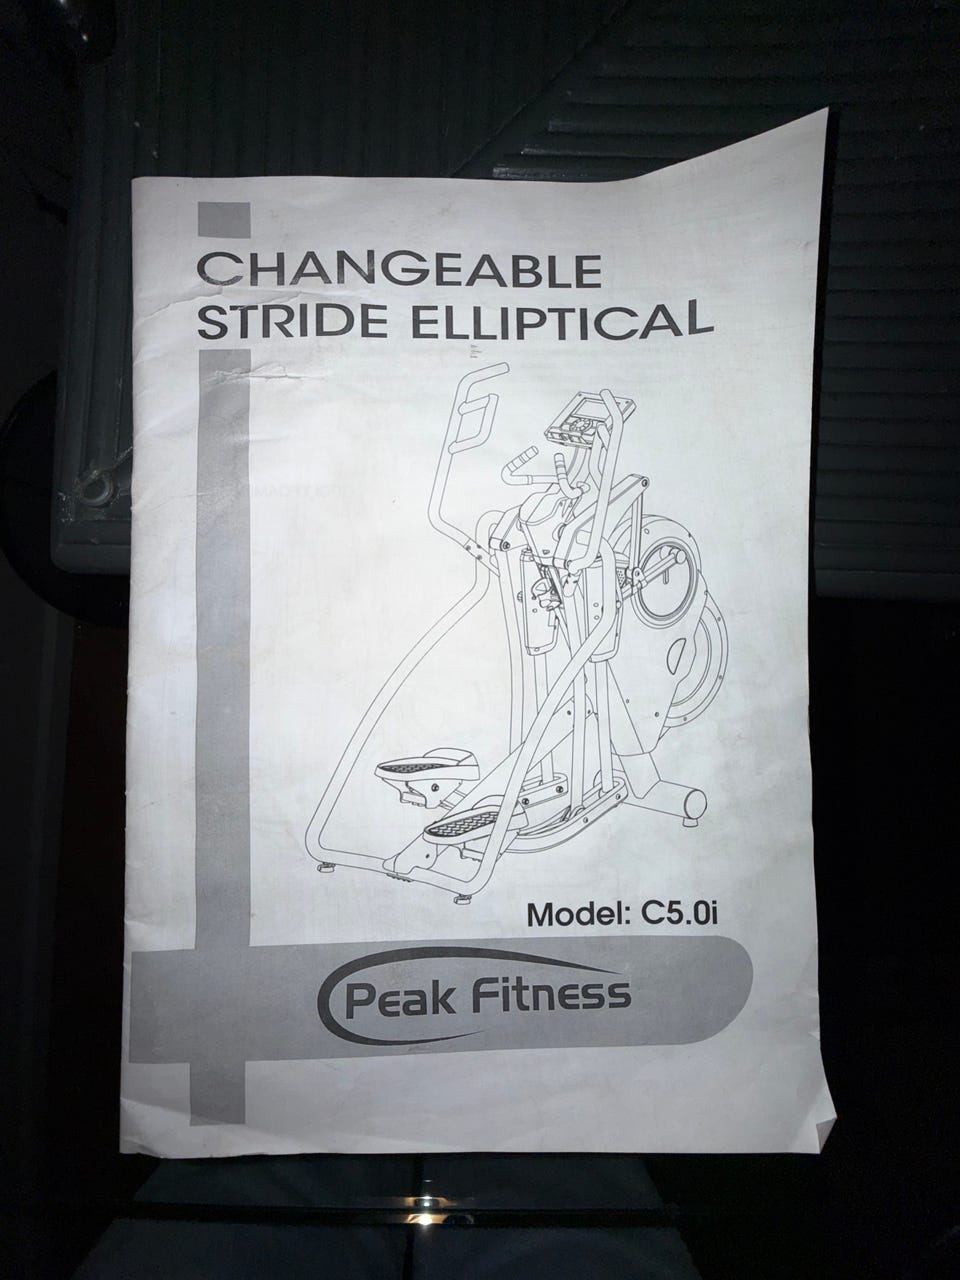 CHANGEABLE
STRIDE ELLIPTICAL
Model: C5.0i
Peak Fitness